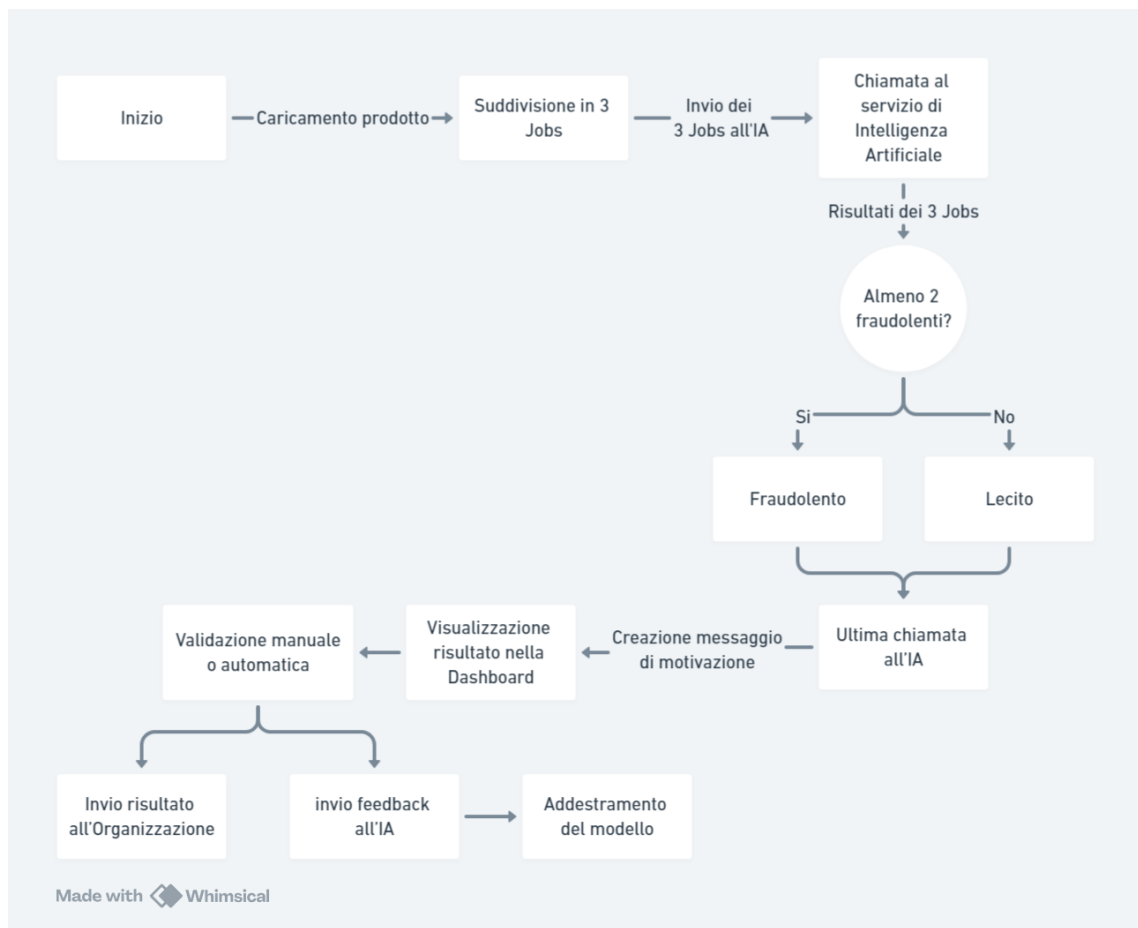 Inizio
Caricamento prodotto
Suddivisione in 3
Jobs
Invio dei
3 Jobs all'IA
Chiamata al
servizio di
Intelligenza
Artificiale
Risultati dei 3 Jobs
Almeno 2
fraudolenti?
Si
No
Fraudolento
Lecito
Ultima chiamata
all'IA
Creazione messaggio
di motivazione
Visualizzazione
risultato nella
Dashboard
Validazione manuale
o automatica
Invio risultato
all'Organizzazione
invio feedback
all'IA
Addestramento
del modello
Made with Whimsical